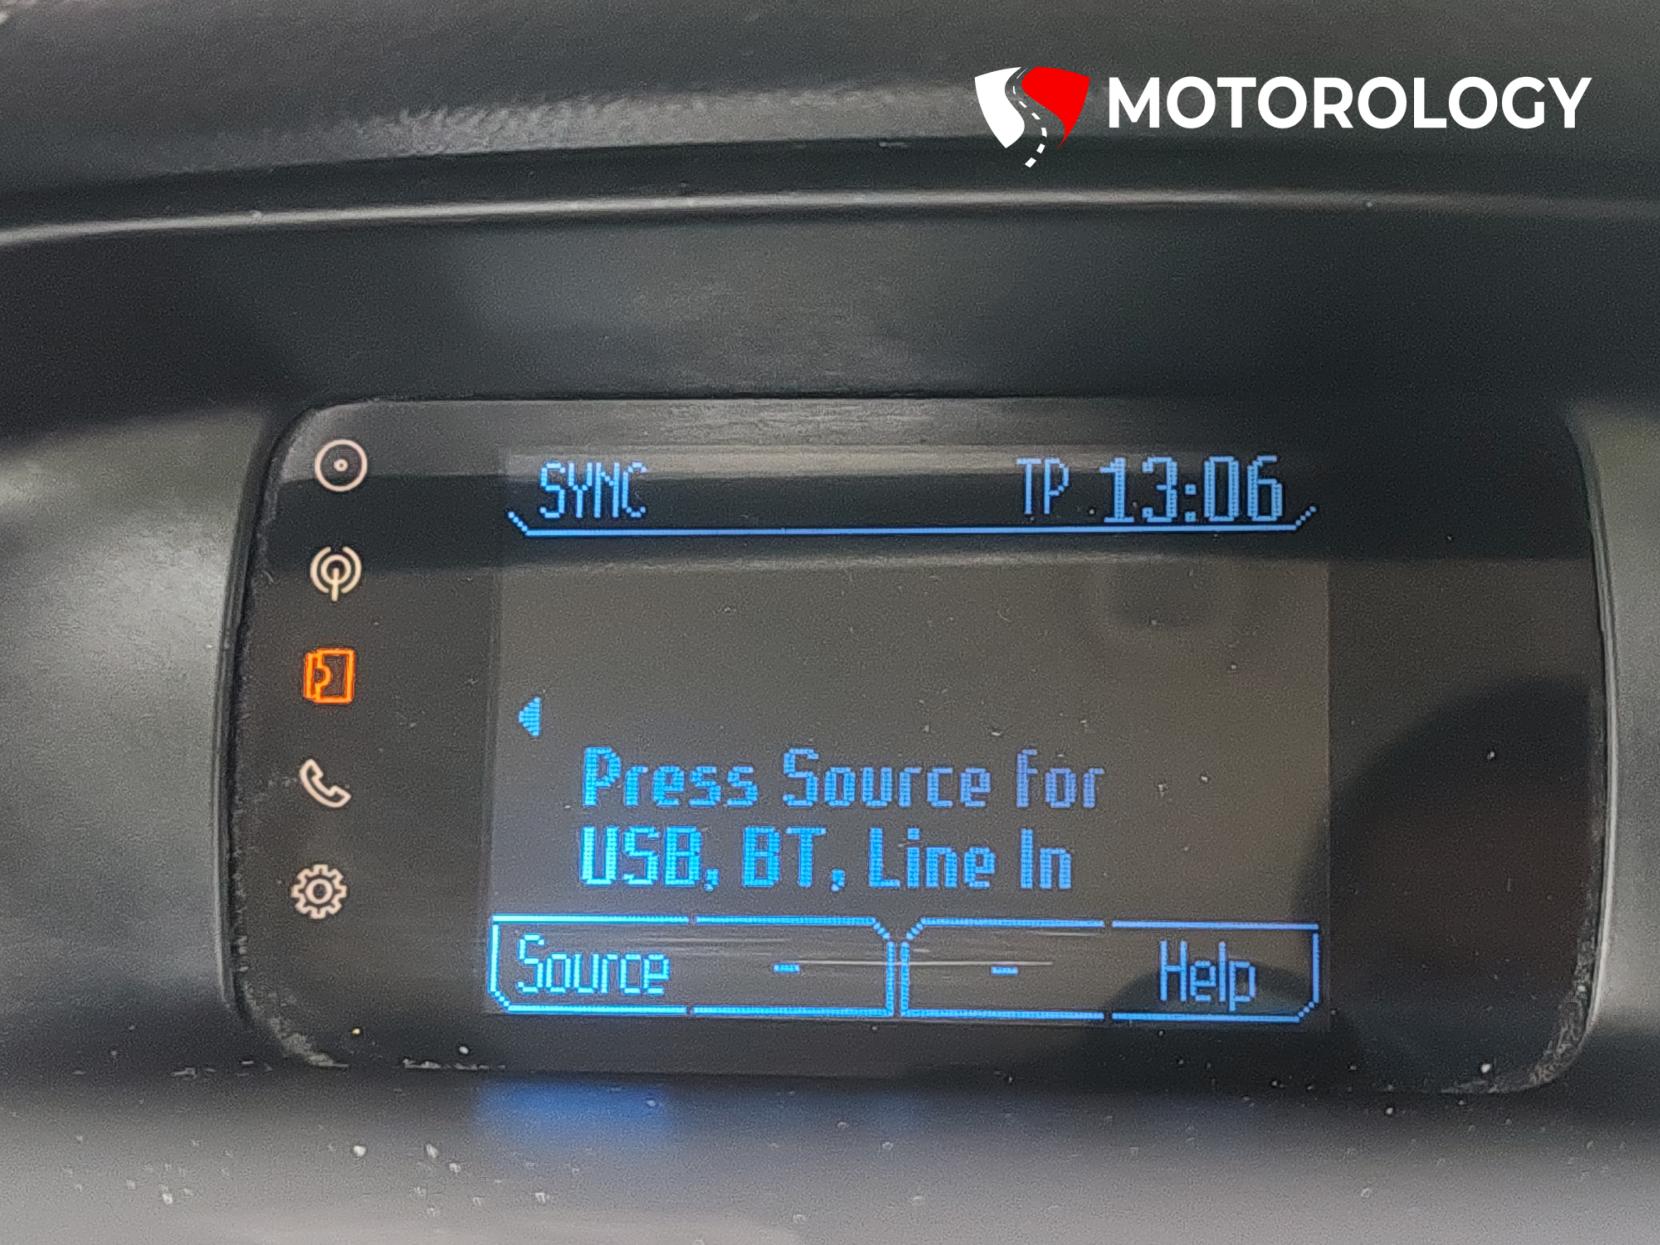 MOTOROLOGY
SYNC TP 13:06
Press Source for
USB, BT, Line In
Source - - Help